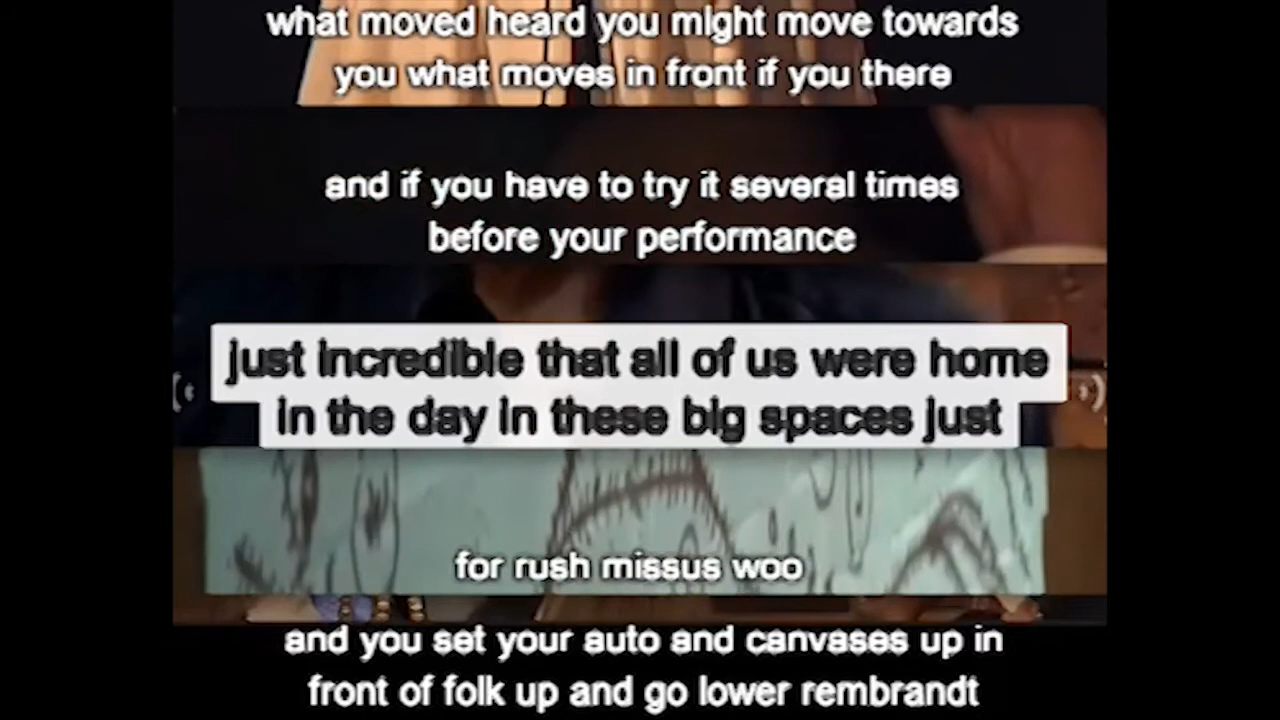 what moved heard you might move towards
you what moves in front if you there
and if you have to try it several times
before your performance
just incredible that all of us were home
in the day in these big spaces just
for rush missus woo
and you set your auto and canvases up in
front of folk up and go lower rembrandt